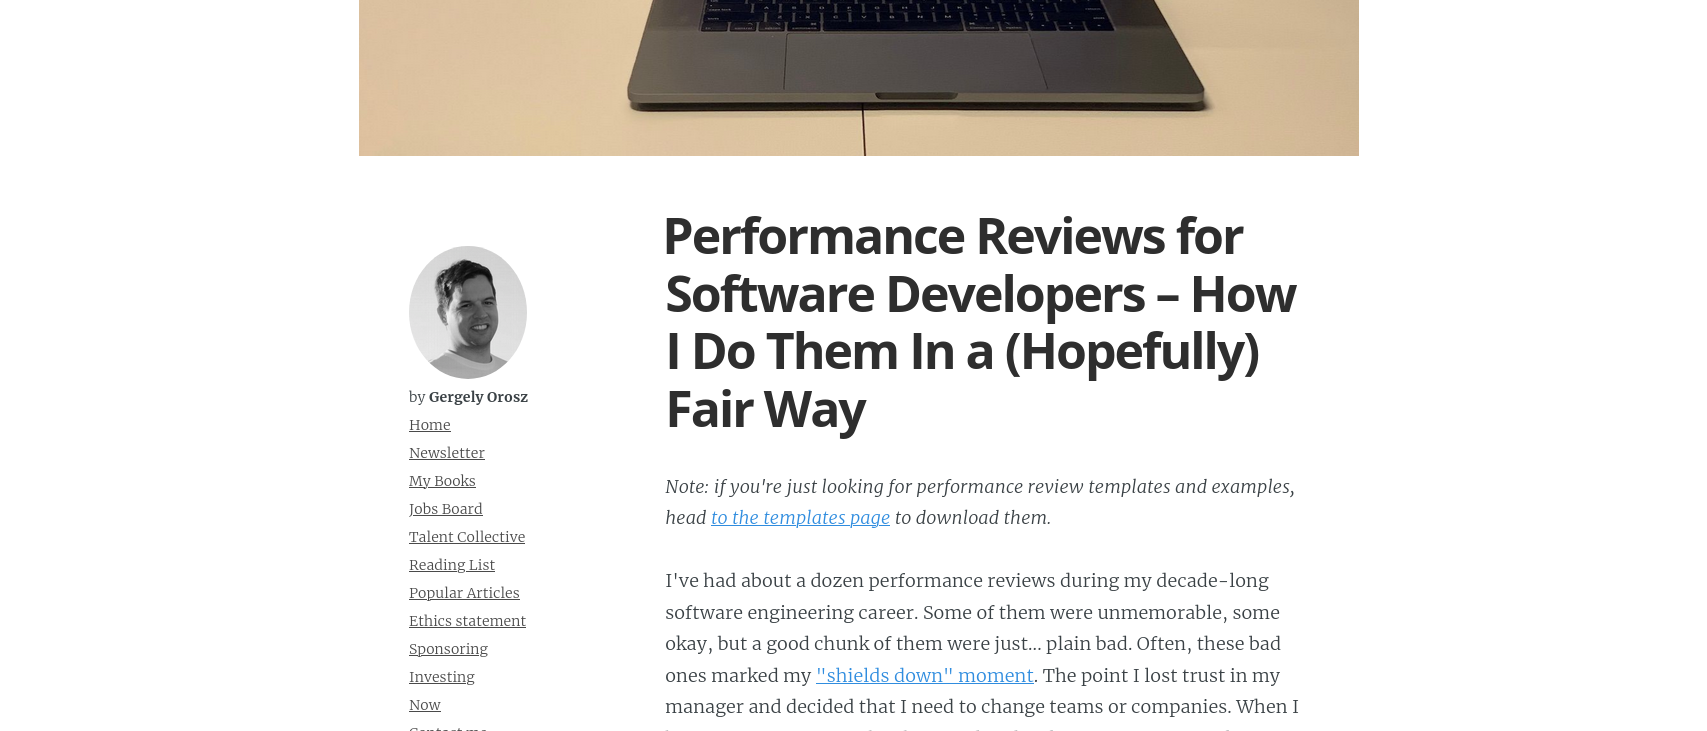 Performance Reviews for
Software Developers – How
I Do Them In a (Hopefully)
Fair Way
by Gergely Orosz
Home
Newsletter
My Books
Jobs Board
Talent Collective
Reading List
Popular Articles
Ethics statement
Sponsoring
Investing
Now
Note: if you're just looking for performance review templates and examples,
head to the templates page to download them.
I've had about a dozen performance reviews during my decade-long
software engineering career. Some of them were unmemorable, some
okay, but a good chunk of them were just... plain bad. Often, these bad
ones marked my "shields down" moment. The point I lost trust in my
manager and decided that I need to change teams or companies. When I